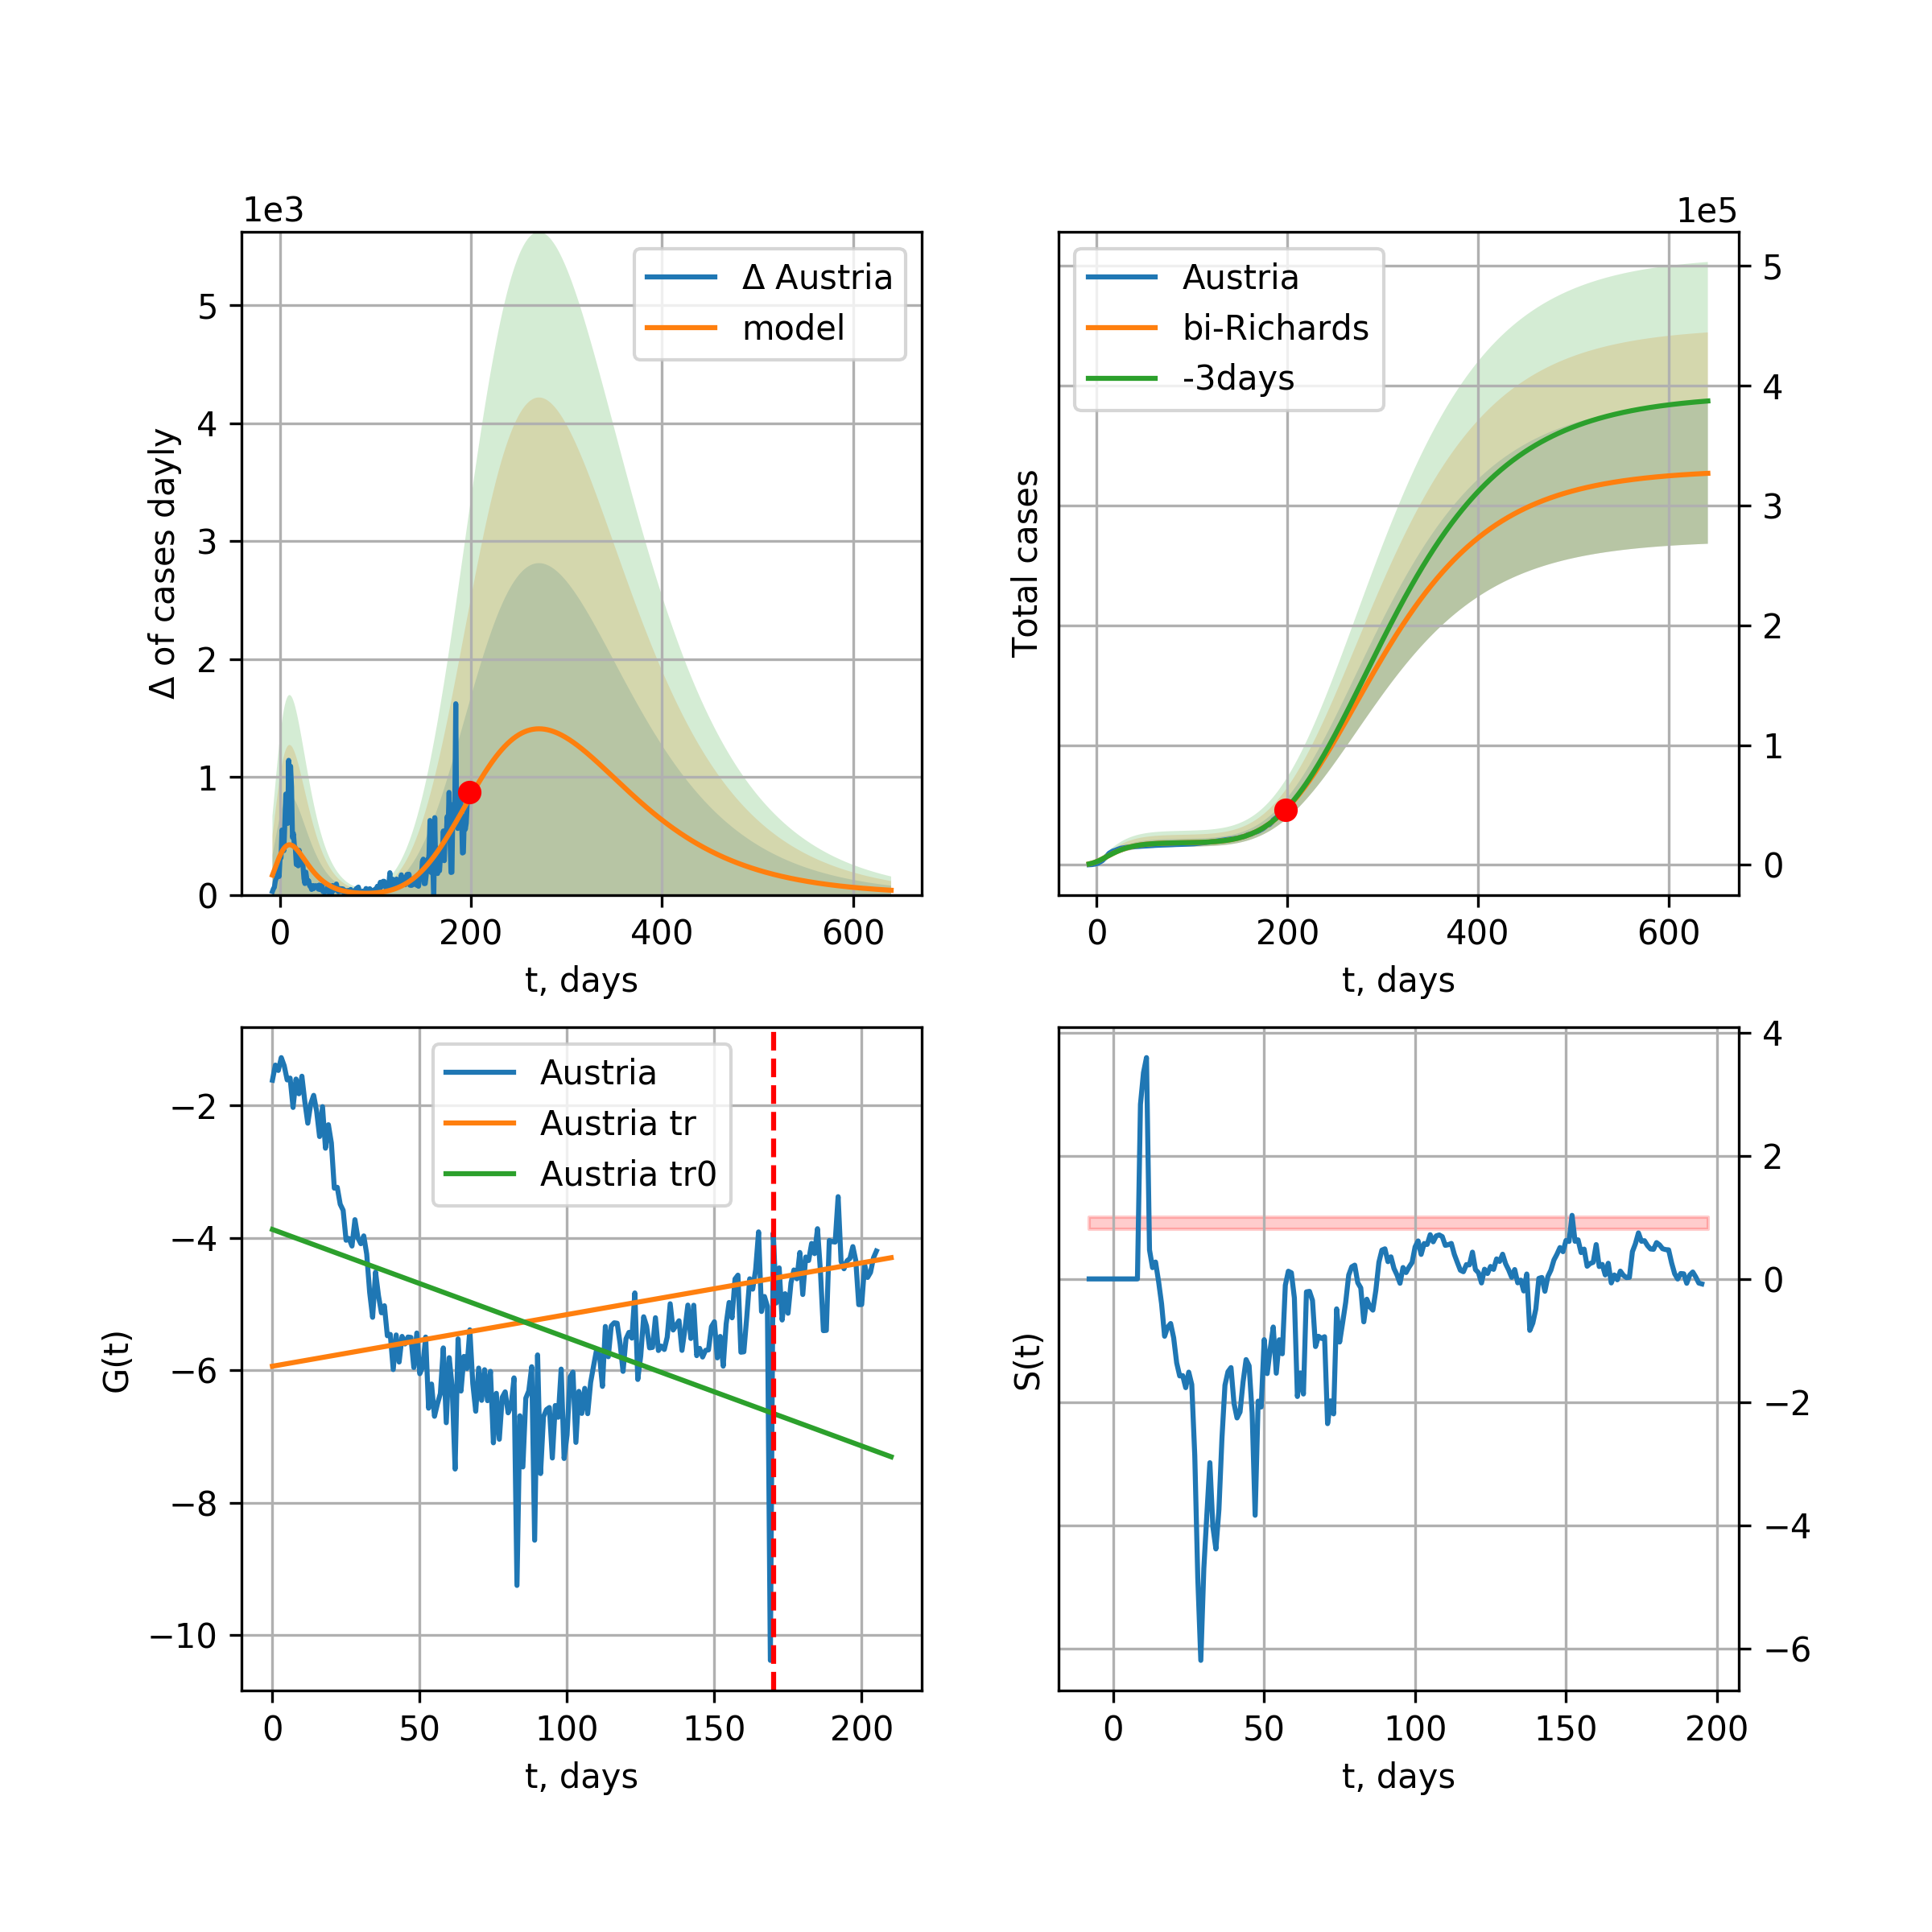 1e3
Δ of cases dayly
5
4
3
2
1
0
Δ Austria
model
0 200 400 600
t, days
1e5
Total cases
Austria
bi-Richards
-3days
5
4
3
2
1
0
0 200 400 600
t, days
G(t)
−2
−4
−6
−8
−10
Austria
Austria tr
Austria tr0
0 50 100 150 200
t, days
S(t)
4
2
0
−2
−4
−6
0 50 100 150 200
t, days